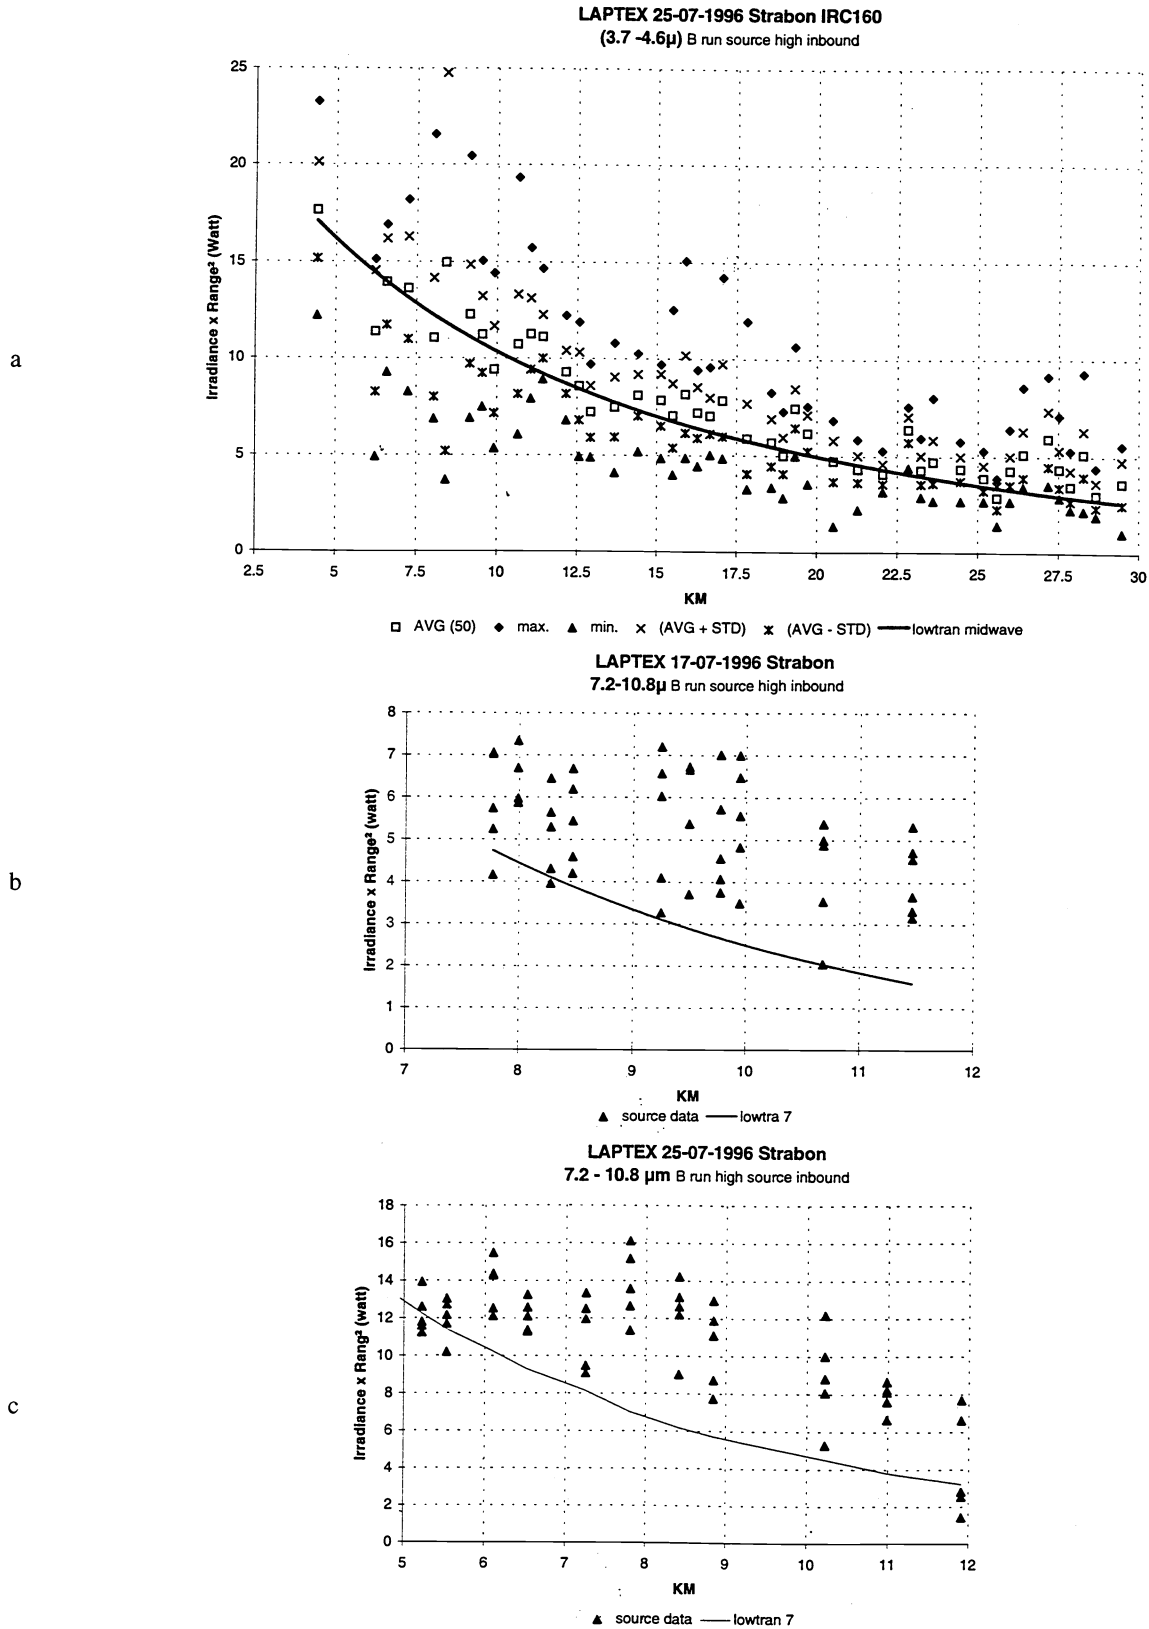 LAPTEX 25-07-1996 Strabon IRC160
(3.7 -4.6µ) B run source high inbound
25
20
15
10
5
0
Irradiance x Range² (Watt)
2.5 5 7.5 10 12.5 15 17.5 20 22.5 25 27.5 30
KM
AVG (50) max. min. (AVG + STD) (AVG - STD) lowtran midwave
a
LAPTEX 17-07-1996 Strabon
7.2-10.8µ B run source high inbound
8
7
6
5
4
3
2
1
0
Irradiance x Range² (watt)
7 8 9 10 11 12
KM
source data lowtra 7
b
LAPTEX 25-07-1996 Strabon
7.2 - 10.8 µm B run high source inbound
18
16
14
12
10
8
6
4
2
0
Irradiance x Rang² (watt)
5 6 7 8 9 10 11 12
KM
source data lowtran 7
c